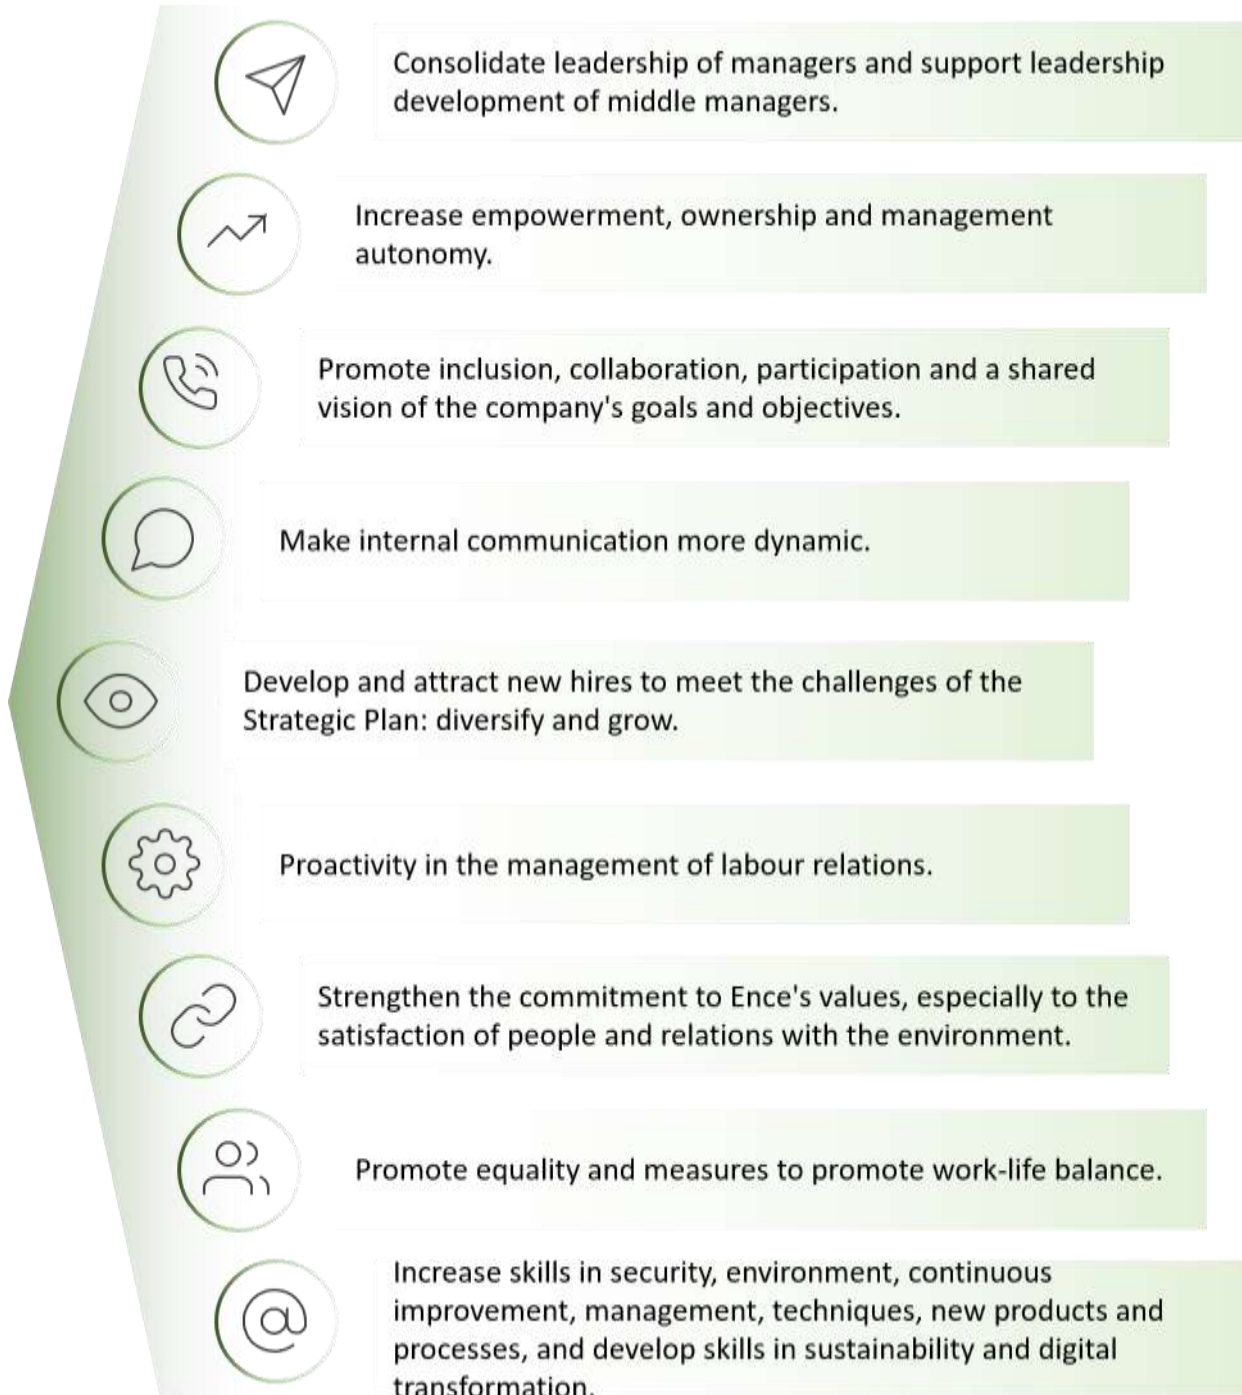 Consolidate leadership of managers and support leadership
development of middle managers.
Increase empowerment, ownership and management
autonomy.
Promote inclusion, collaboration, participation and a shared
vision of the company's goals and objectives.
Make internal communication more dynamic.
Develop and attract new hires to meet the challenges of the
Strategic Plan: diversify and grow.
Proactivity in the management of labour relations.
Strengthen the commitment to Ence's values, especially to the
satisfaction of people and relations with the environment.
Promote equality and measures to promote work-life balance.
Increase skills in security, environment, continuous
improvement, management, techniques, new products and
processes, and develop skills in sustainability and digital
transformation.